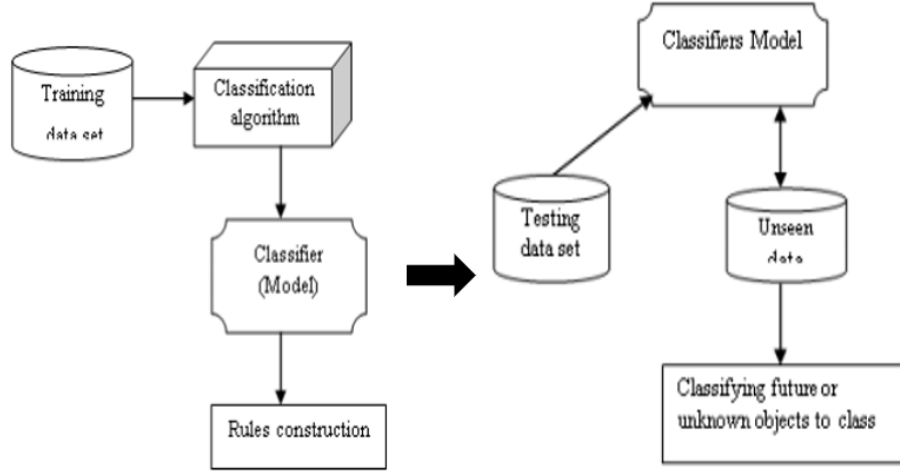 Training
data set
Classification
algorithm
Classifier
(Model)
Rules construction
Classifiers Model
Testing
data set
Unseen
data
Classifying future or
unknown objects to class